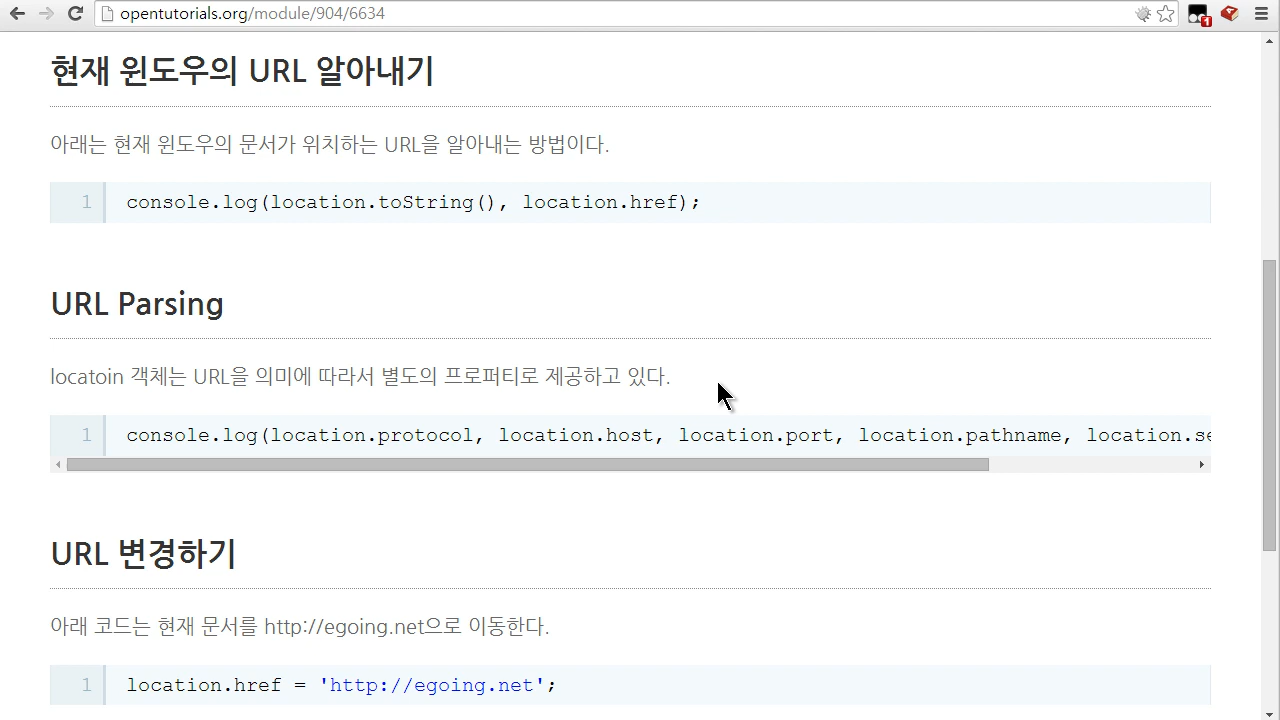 opentutorials.org/module/904/6634
1
현재 윈도우의 URL 알아내기
아래는 현재 윈도우의 문서가 위치하는 URL을 알아내는 방법이다.
1 console.log(location.toString(), location.href);
URL Parsing
locatoin 객체는 URL을 의미에 따라서 별도의 프로퍼티로 제공하고 있다.
1 console.log(location.protocol, location.host, location.port, location.pathname, location.se
URL 변경하기
아래 코드는 현재 문서를 http://egoing.net으로 이동한다.
1 location.href = 'http://egoing.net';